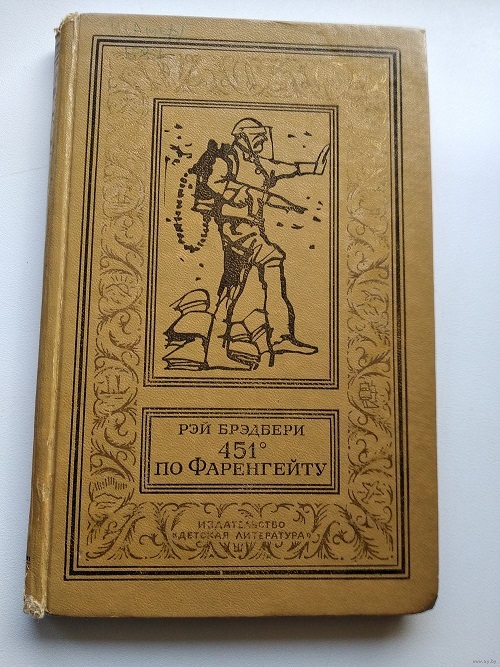 РЭЙ БРЭДБЕРИ
451°
ПО ФАРЕНГЕЙТУ
ИЗДАТЕЛЬСТВО
«ДЕТСКАЯ ЛИТЕРАТУРА»